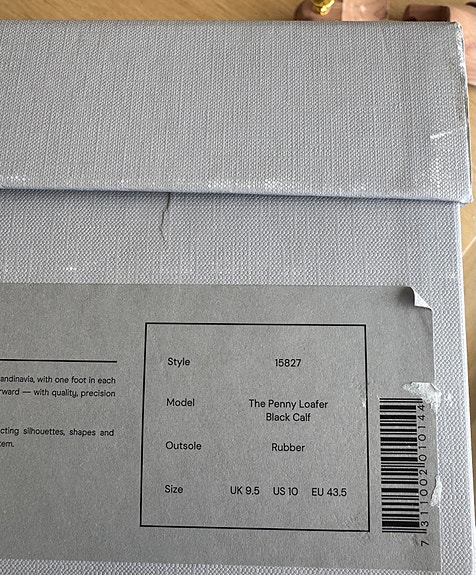 andinavia, with one foot in each
rward — with quality, precision
cting silhouettes, shapes and
tem.
Style 15827
Model The Penny Loafer
Black Calf
Outsole Rubber
Size UK 9.5 US 10 EU 43.5
7 311002 010144